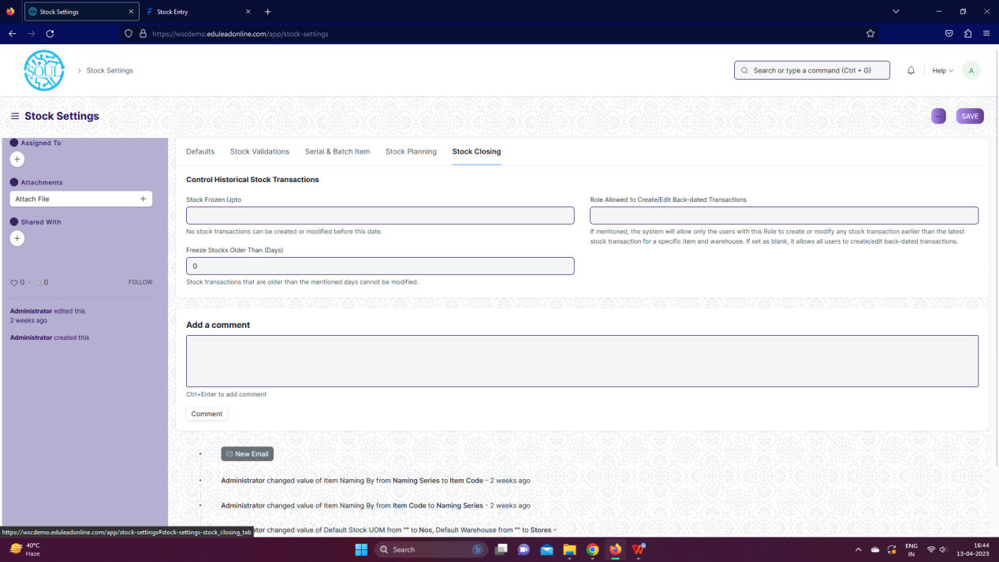 Stock Settings
Stock Entry
https://wscdemo.eduleadonline.com/app/stock-settings
SOUL
Stock Settings
Search or type a command (Ctrl + G)
Help
A
Stock Settings
...
SAVE
Assigned To
Attachments
Attach File
Shared With
0 · 0
FOLLOW
Administrator edited this
2 weeks ago
Administrator created this
Defaults
Stock Validations
Serial & Batch Item
Stock Planning
Stock Closing
Control Historical Stock Transactions
Stock Frozen Upto
No stock transactions can be created or modified before this date.
Freeze Stocks Older Than (Days)
0
Stock transactions that are older than the mentioned days cannot be modified.
Role Allowed to Create/Edit Back-dated Transactions
If mentioned, the system will allow only the users with this Role to create or modify any stock transaction earlier than the latest
stock transaction for a specific item and warehouse. If set as blank, it allows all users to create/edit back-dated transactions.
Add a comment
Ctrl+Enter to add comment
Comment
New Email
Administrator changed value of Item Naming By from Naming Series to Item Code - 2 weeks ago
Administrator changed value of Item Naming By from Item Code to Naming Series - 2 weeks ago
tor changed value of Default Stock UOM from "" to Nos, Default Warehouse from "" to Stores -
https://wscdemo.eduleadonline.com/app/stock-settings#stock-settings-stock_closing_tab
40°C
Haze
Search
ENG
IN
16:44
13-04-2023